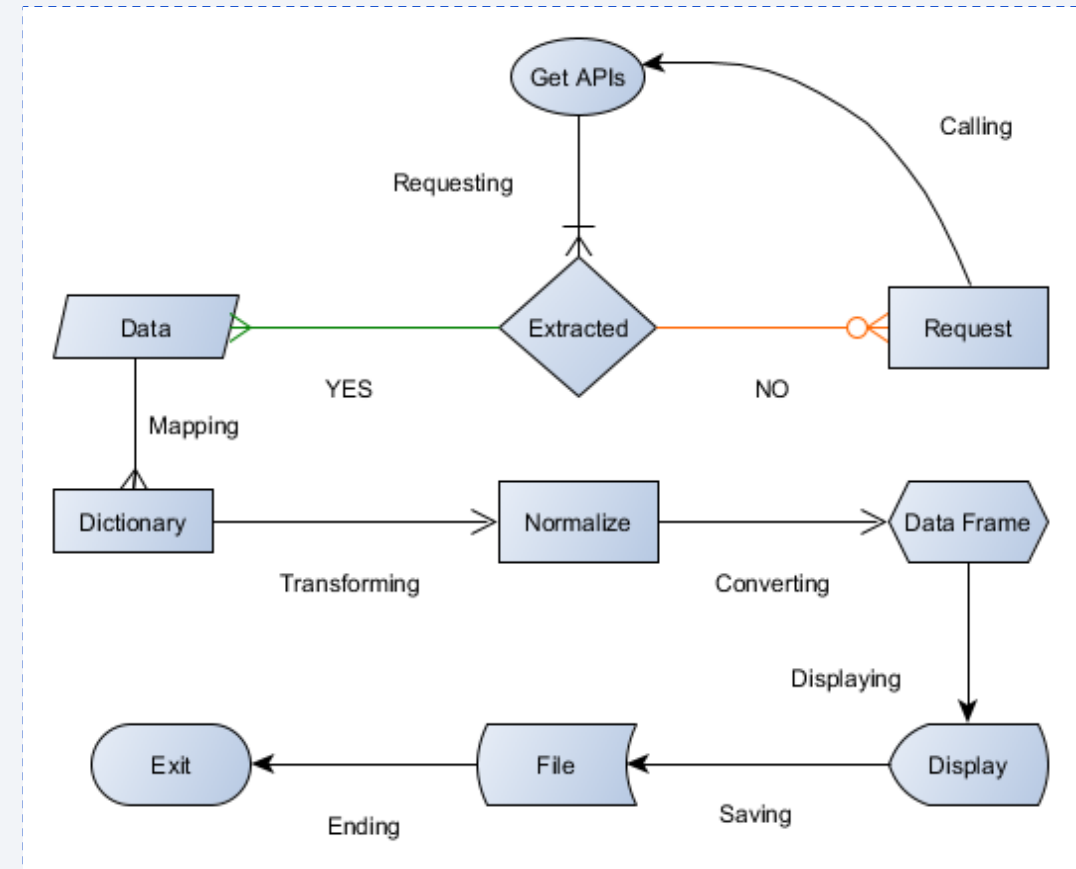 Get APIs
Calling
Requesting
Data
Extracted
Request
YES
NO
Mapping
Dictionary
Normalize
Data Frame
Transforming
Converting
Displaying
Exit
File
Display
Saving
Ending